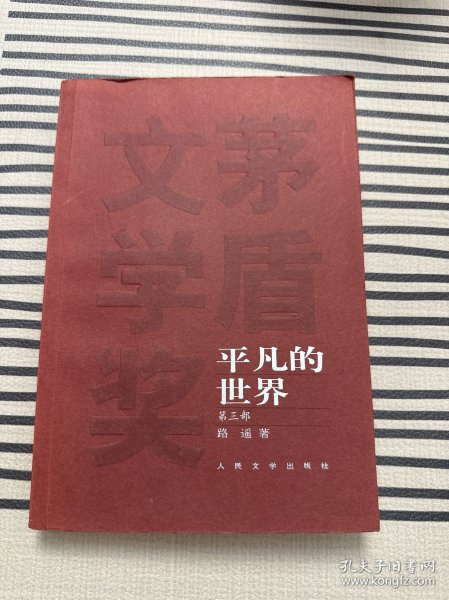 茅盾
文学奖
平凡的
世界
第三部
路遥著
人民文学出版社
孔夫子旧书网
www.kongfz.com